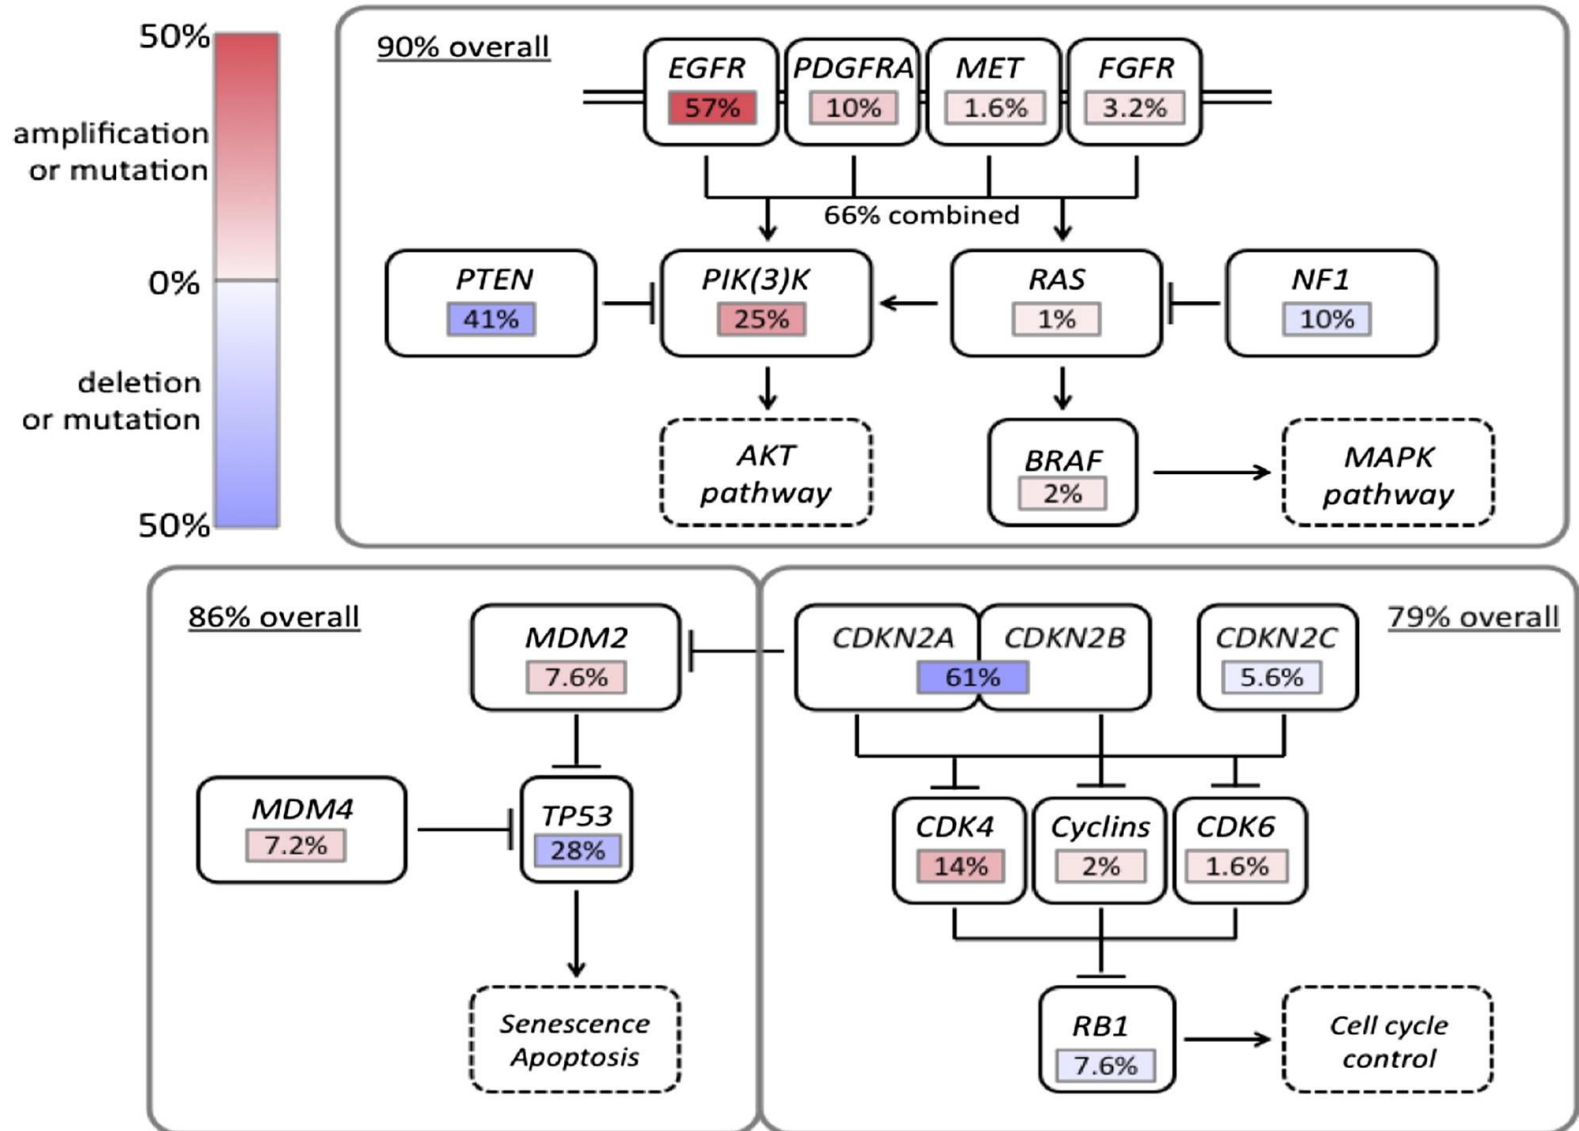 50%
amplification
or mutation
0%
deletion
or mutation
50%
90% overall
EGFR
57%
PDGFRA
10%
MET
1.6%
FGFR
3.2%
66% combined
PTEN
41%
PIK(3)K
25%
RAS
1%
NF1
10%
AKT
pathway
BRAF
2%
MAPK
pathway
86% overall
MDM2
7.6%
MDM4
7.2%
TP53
28%
Senescence
Apoptosis
79% overall
CDKN2A
CDKN2B
61%
CDKN2C
5.6%
CDK4
14%
Cyclins
2%
CDK6
1.6%
RB1
7.6%
Cell cycle
control